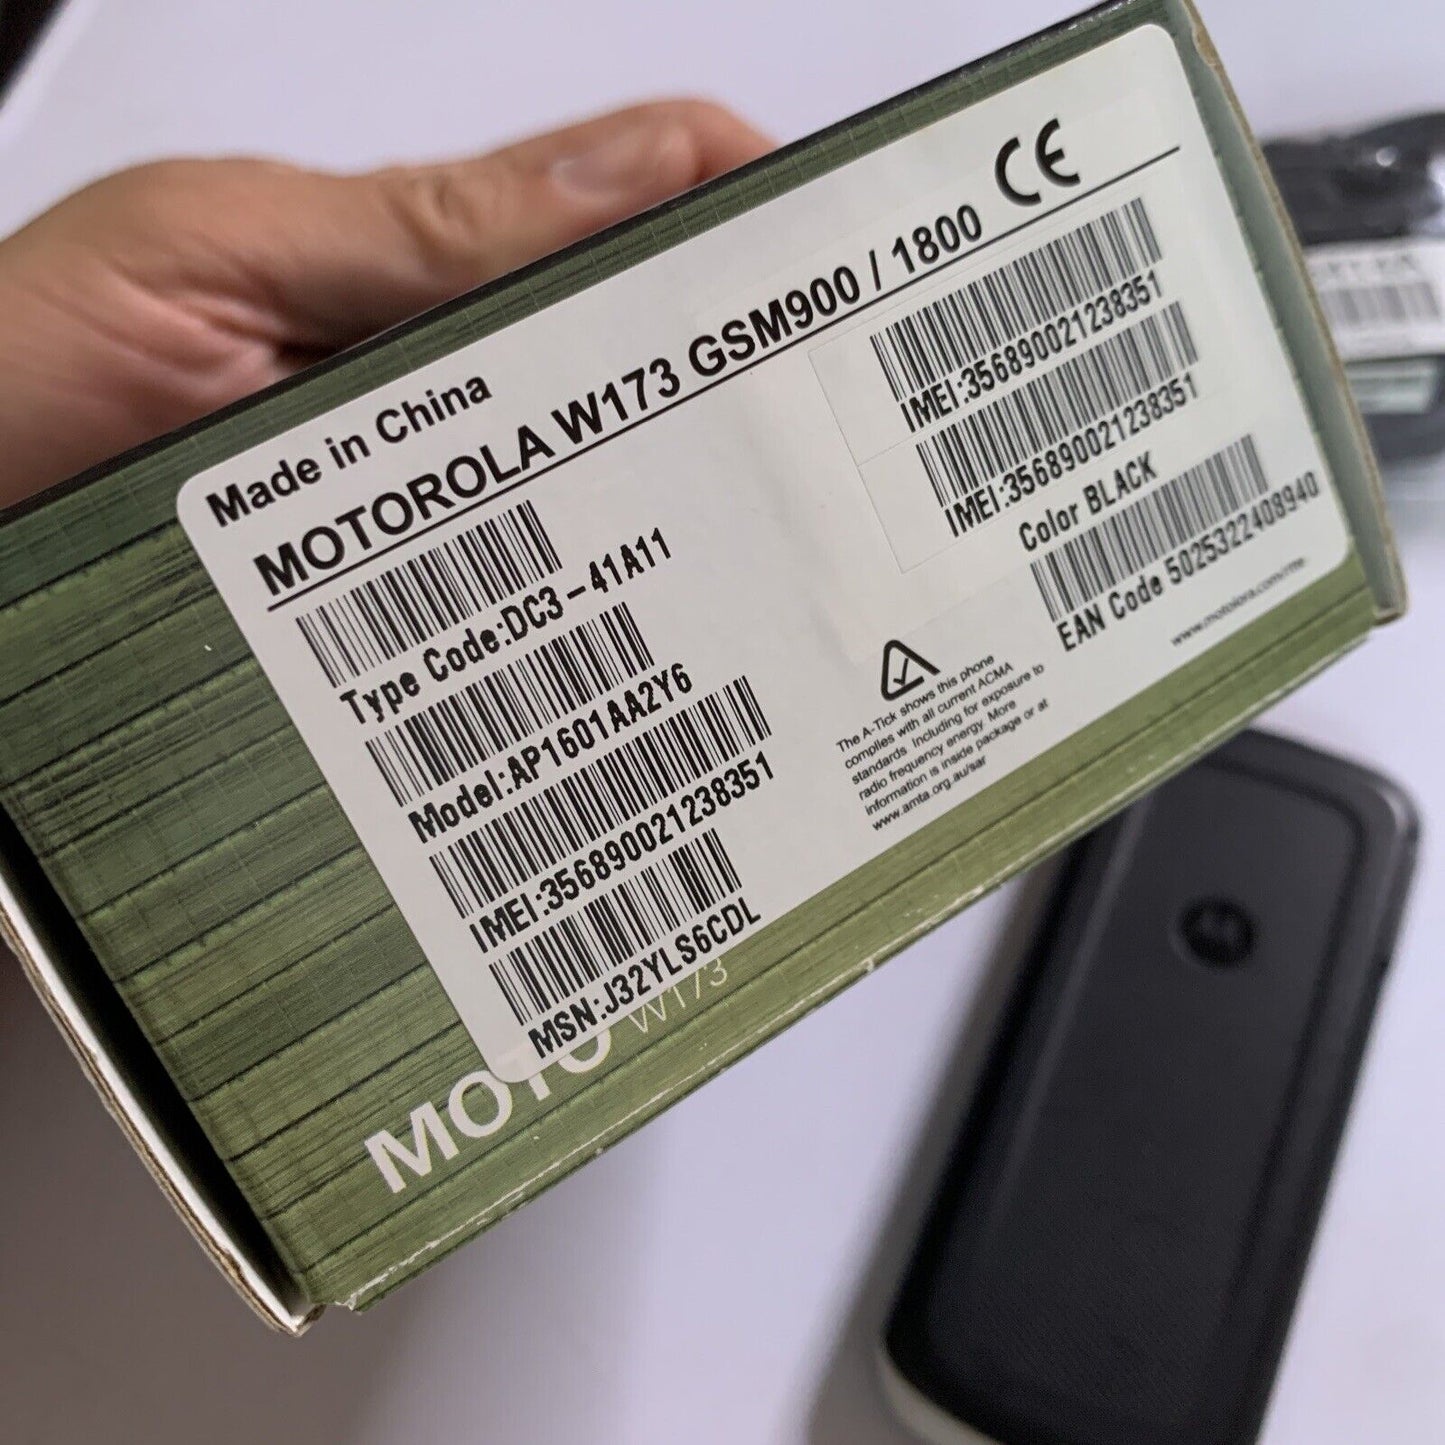 Made in China
MOTOROLA W173 GSM900 / 1800 CE
Type Code:DC3-41A11
Model:AP1601AA2Y6
IMEI:356890021238351
MSN:J32YLS6CDL
IMEI:356890021238351
IMEI:356890021238351
Color BLACK
EAN Code 5025322408940
www.motolora.com/rtte
The A-Tick shows this phone
complies with all current ACMA
standards including for exposure to
radio frequency energy. More
information is inside package or at
www.amta.org.au/sar
MOTO W173